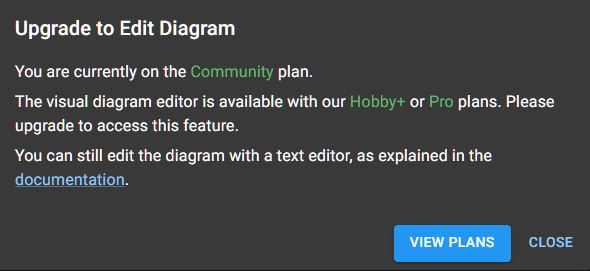 Upgrade to Edit Diagram
You are currently on the Community plan.
The visual diagram editor is available with our Hobby+ or Pro plans. Please
upgrade to access this feature.
You can still edit the diagram with a text editor, as explained in the
documentation.
VIEW PLANS
CLOSE